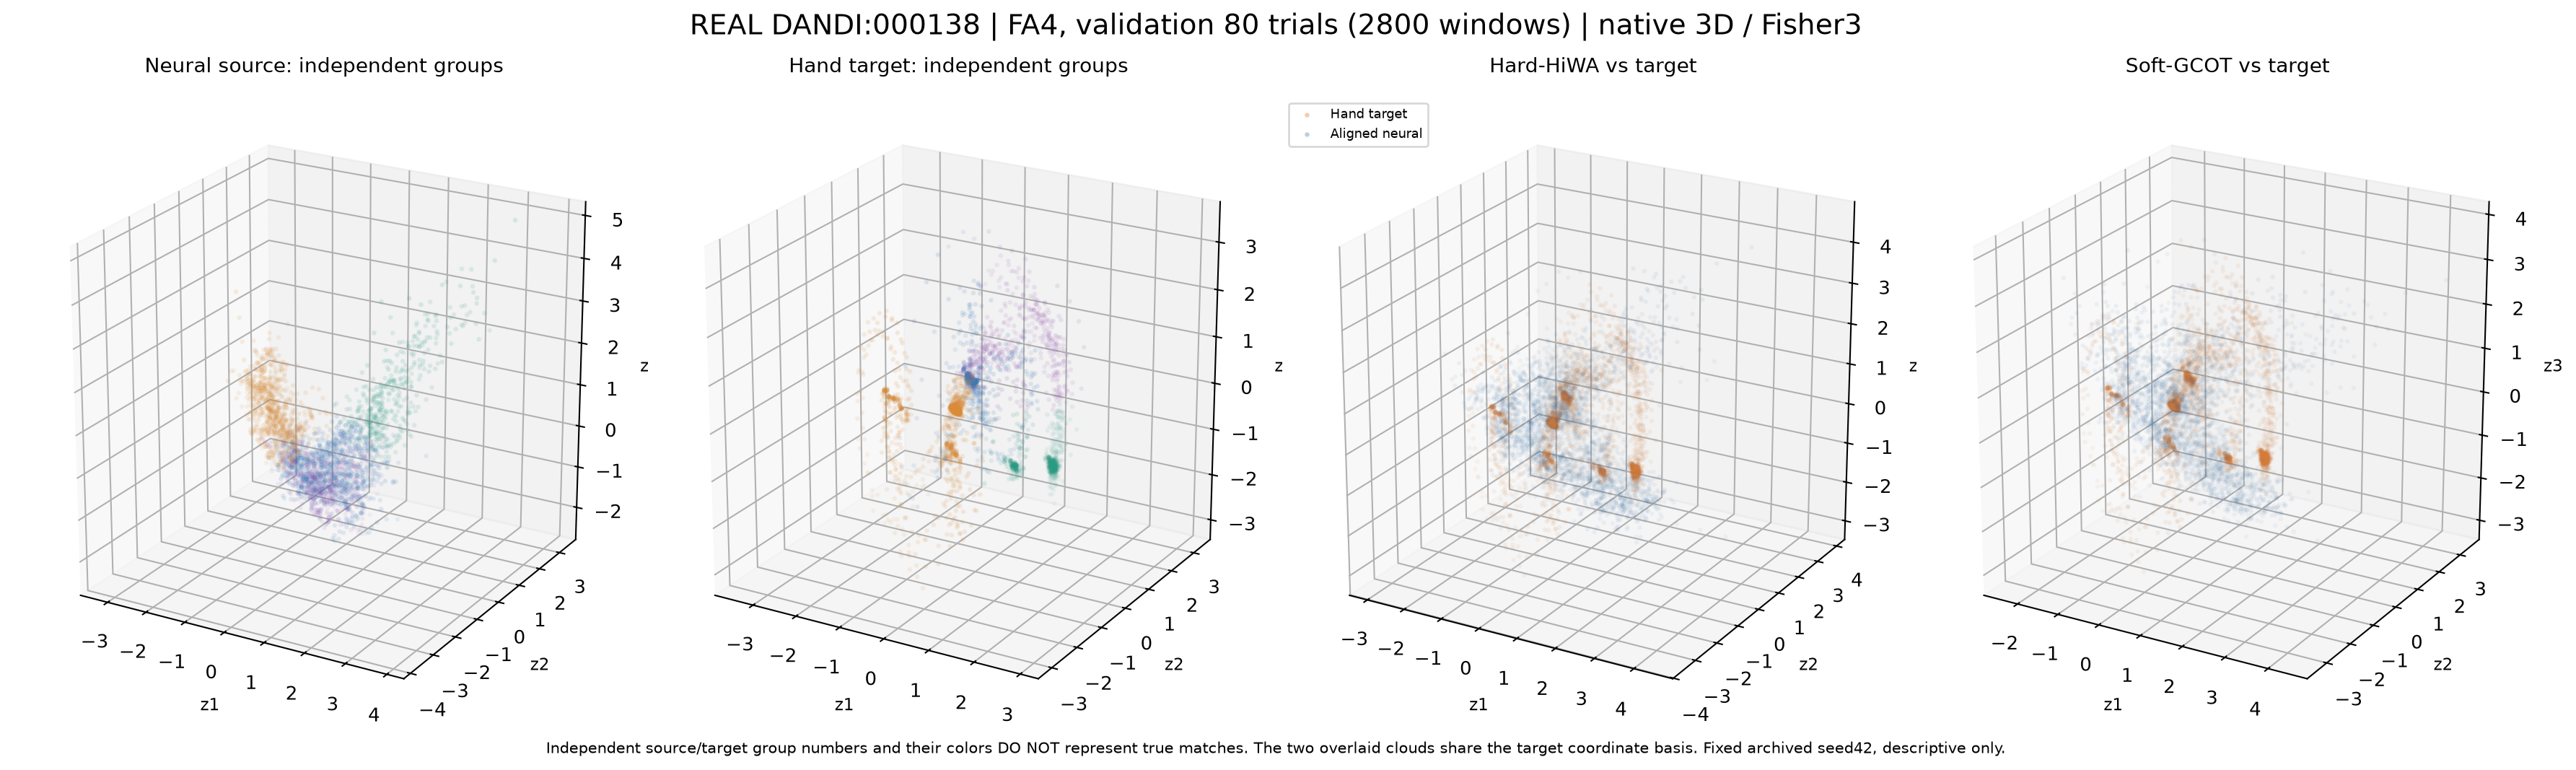 REAL DANDI:000138 | FA4, validation 80 trials (2800 windows) | native 3D / Fisher3
Neural source: independent groups
5
4
3
2
1
0
−1
−2
z
−3 −2 −1 0 1 2 3 4
z1
−4 −3 −2 −1 0 1 2 3
z2
Hand target: independent groups
3
2
1
0
−1
−2
−3
z
−3 −2 −1 0 1 2 3
z1
−3 −2 −1 0 1 2 3
z2
Hard-HiWA vs target
Hand target
Aligned neural
4
3
2
1
0
−1
−2
−3
z
−3 −2 −1 0 1 2 3 4
z1
−4 −3 −2 −1 0 1 2 3 4
z2
Soft-GCOT vs target
4
3
2
1
0
−1
−2
−3
z3
−2 −1 0 1 2 3 4
z1
−3 −2 −1 0 1 2 3
z2
Independent source/target group numbers and their colors DO NOT represent true matches. The two overlaid clouds share the target coordinate basis. Fixed archived seed42, descriptive only.